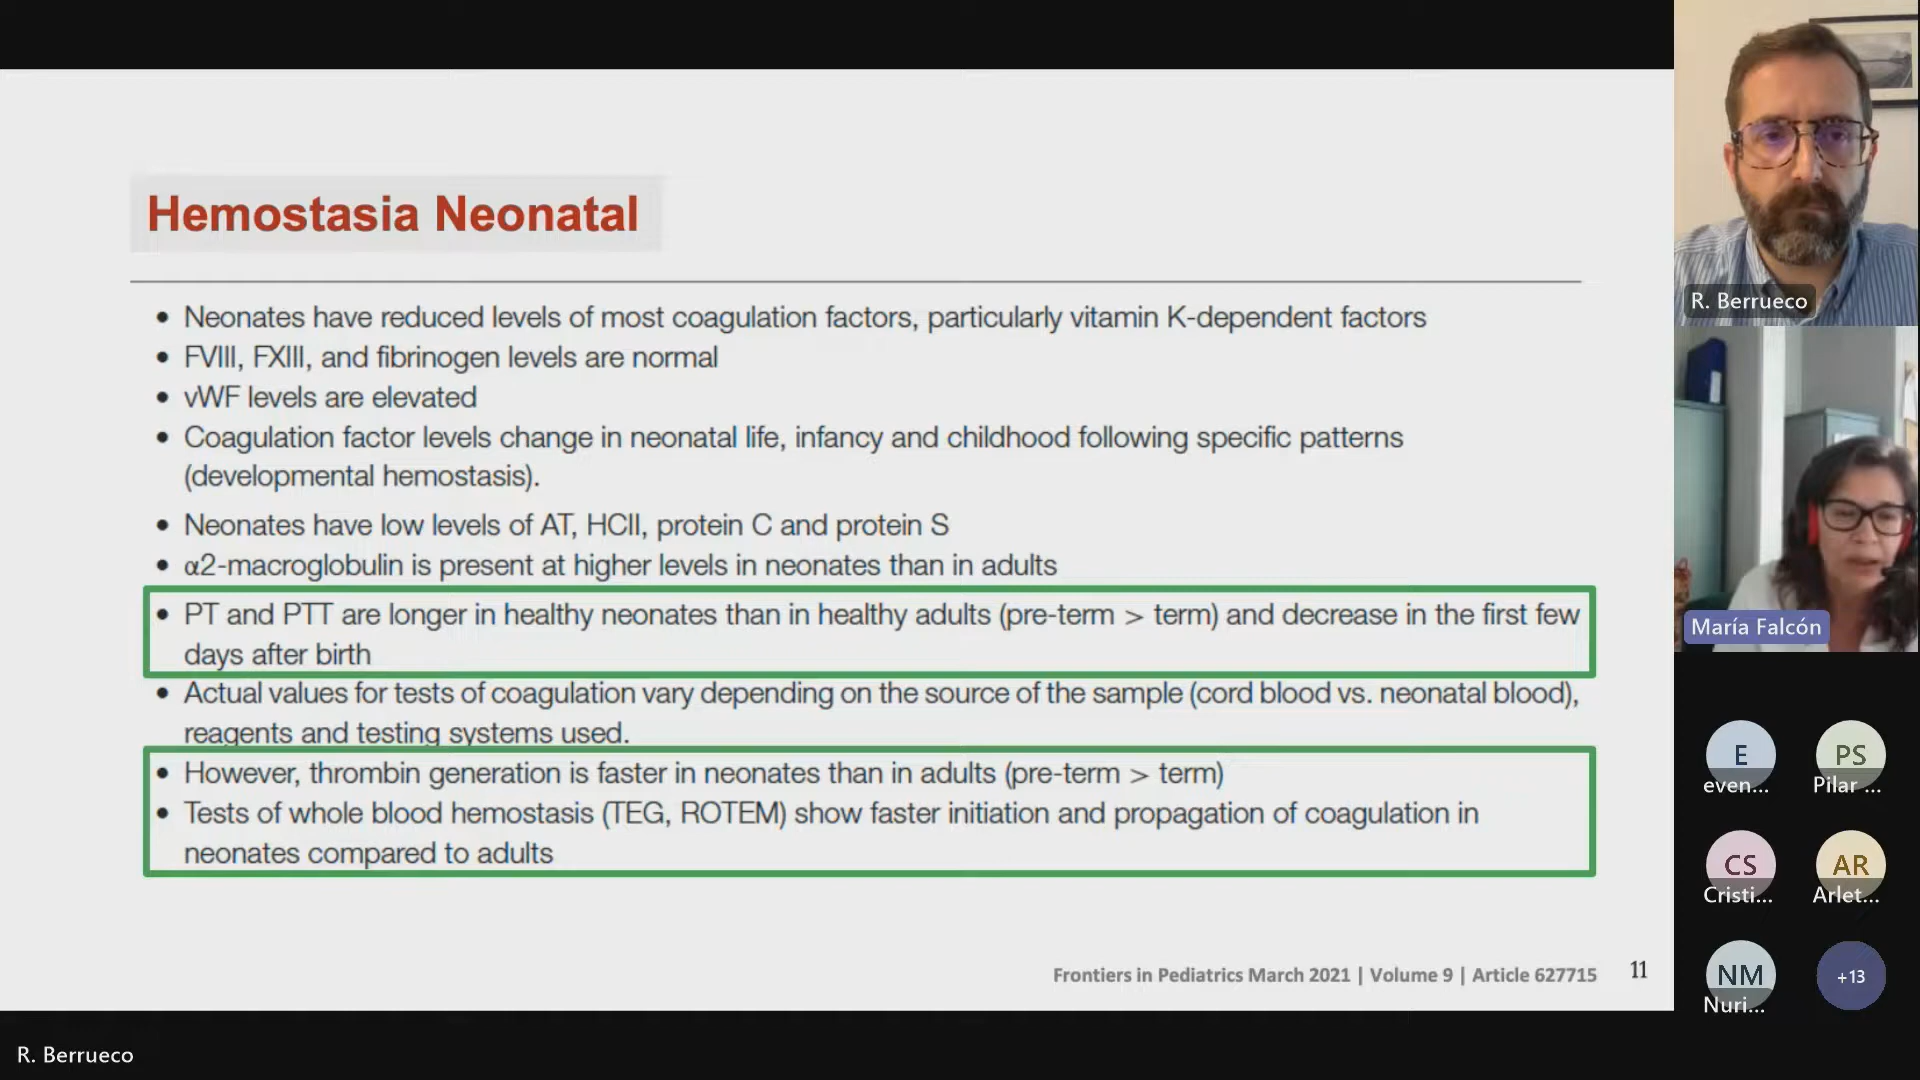 Hemostasia Neonatal
• Neonates have reduced levels of most coagulation factors, particularly vitamin K-dependent factors
• FVIII, FXIII, and fibrinogen levels are normal
• vWF levels are elevated
• Coagulation factor levels change in neonatal life, infancy and childhood following specific patterns
(developmental hemostasis).
• Neonates have low levels of AT, HCII, protein C and protein S
• α2-macroglobulin is present at higher levels in neonates than in adults
• PT and PTT are longer in healthy neonates than in healthy adults (pre-term > term) and decrease in the first few
days after birth
• Actual values for tests of coagulation vary depending on the source of the sample (cord blood vs. neonatal blood),
reagents and testing systems used.
• However, thrombin generation is faster in neonates than in adults (pre-term > term)
• Tests of whole blood hemostasis (TEG, ROTEM) show faster initiation and propagation of coagulation in
neonates compared to adults
Frontiers in Pediatrics March 2021 | Volume 9 | Article 627715
11
R. Berrueco
María Falcón
E
even...
PS
Pilar ...
CS
Cristi...
AR
Arlet...
NM
Nuri...
+13
R. Berrueco